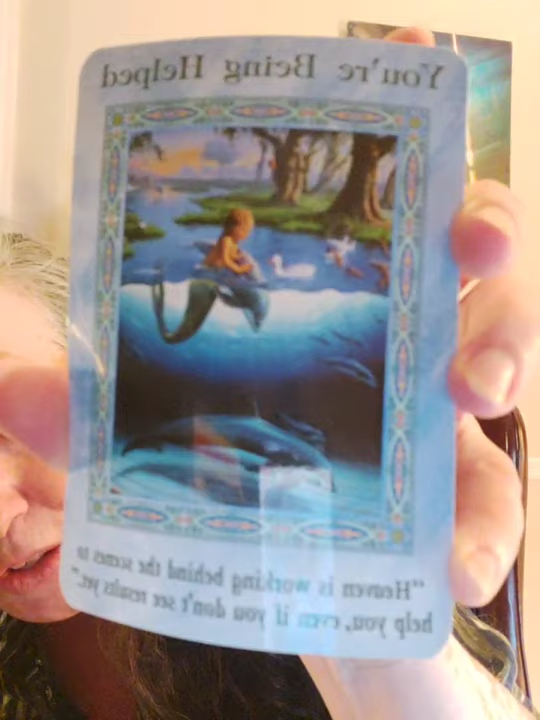 You're Being Helped
"Heaven is working behind the scenes to
help you, even if you don't see results yet."